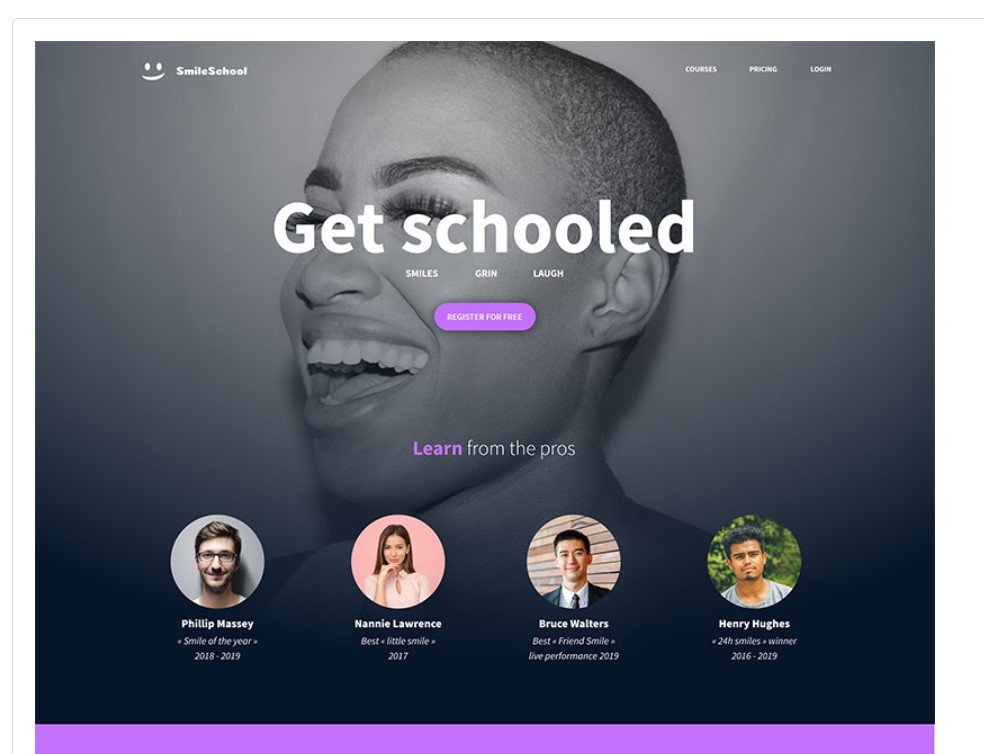 SmileSchool
COURSES PRICING LOGIN
Get schooled
SMILES GRIN LAUGH
REGISTER FOR FREE
Learn from the pros
Phillip Massey Nannie Lawrence Bruce Walters Henry Hughes
« Smile of the year » Best « little smile » Best « Friend Smile » « 24h smiles » winner
2018 - 2019 2017 live performance 2019 2016 - 2019